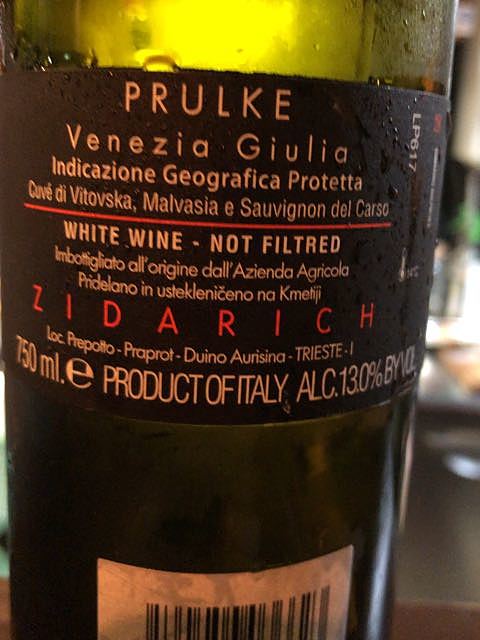 PRULKE
Venezia Giulia
Indicazione Geografica Protetta
Cuvé di Vitovska, Malvasia e Sauvignon del Carso
WHITE WINE - NOT FILTRED
Imbottigliato all'origine dall'Azienda Agricola
Pridelano in ustekleničeno na Kmetiji
ZIDARICH
Loc. Prepotto - Praprot - Duino Aurisina - TRIESTE - I
750 ml. e PRODUCT OF ITALY ALC. 13.0% BY VOL.
LP617